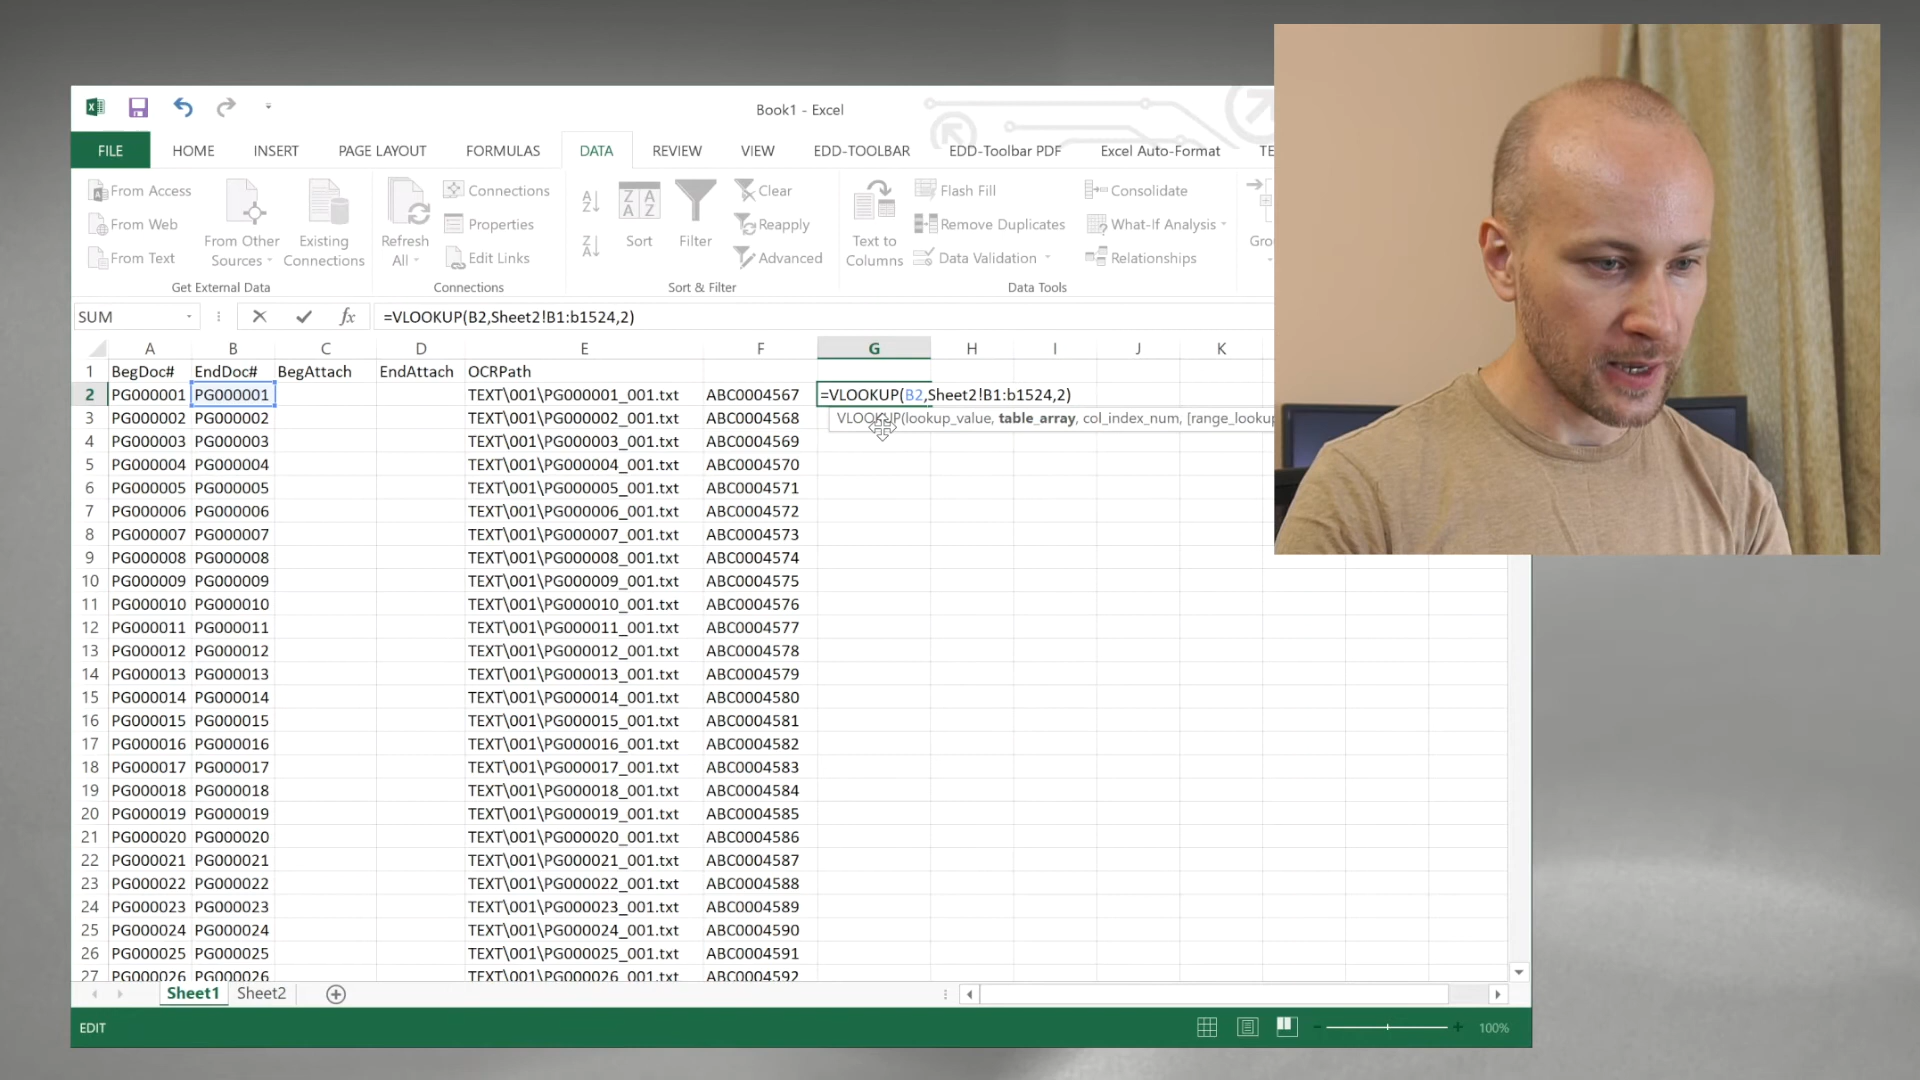 Book1 - Excel
FILE HOME INSERT PAGE LAYOUT FORMULAS DATA REVIEW VIEW EDD-TOOLBAR EDD-Toolbar PDF Excel Auto-Format
From Access
From Web
From Text
From Other Sources
Existing Connections
Get External Data
Refresh All
Connections
Properties
Edit Links
Connections
Sort
Filter
Clear
Reapply
Advanced
Sort & Filter
Text to Columns
Flash Fill
Remove Duplicates
Data Validation
Consolidate
What-If Analysis
Relationships
Data Tools
SUM fx =VLOOKUP(B2,Sheet2!B1:b1524,2)
A B C D E F G H I J K
1 BegDoc# EndDoc# BegAttach EndAttach OCRPath
2 PG000001 PG000001 TEXT\001\PG000001_001.txt ABC0004567 =VLOOKUP(B2,Sheet2!B1:b1524,2)
VLOOKUP(lookup_value, table_array, col_index_num, [range_lookup
3 PG000002 PG000002 TEXT\001\PG000002_001.txt ABC0004568
4 PG000003 PG000003 TEXT\001\PG000003_001.txt ABC0004569
5 PG000004 PG000004 TEXT\001\PG000004_001.txt ABC0004570
6 PG000005 PG000005 TEXT\001\PG000005_001.txt ABC0004571
7 PG000006 PG000006 TEXT\001\PG000006_001.txt ABC0004572
8 PG000007 PG000007 TEXT\001\PG000007_001.txt ABC0004573
9 PG000008 PG000008 TEXT\001\PG000008_001.txt ABC0004574
10 PG000009 PG000009 TEXT\001\PG000009_001.txt ABC0004575
11 PG000010 PG000010 TEXT\001\PG000010_001.txt ABC0004576
12 PG000011 PG000011 TEXT\001\PG000011_001.txt ABC0004577
13 PG000012 PG000012 TEXT\001\PG000012_001.txt ABC0004578
14 PG000013 PG000013 TEXT\001\PG000013_001.txt ABC0004579
15 PG000014 PG000014 TEXT\001\PG000014_001.txt ABC0004580
16 PG000015 PG000015 TEXT\001\PG000015_001.txt ABC0004581
17 PG000016 PG000016 TEXT\001\PG000016_001.txt ABC0004582
18 PG000017 PG000017 TEXT\001\PG000017_001.txt ABC0004583
19 PG000018 PG000018 TEXT\001\PG000018_001.txt ABC0004584
20 PG000019 PG000019 TEXT\001\PG000019_001.txt ABC0004585
21 PG000020 PG000020 TEXT\001\PG000020_001.txt ABC0004586
22 PG000021 PG000021 TEXT\001\PG000021_001.txt ABC0004587
23 PG000022 PG000022 TEXT\001\PG000022_001.txt ABC0004588
24 PG000023 PG000023 TEXT\001\PG000023_001.txt ABC0004589
25 PG000024 PG000024 TEXT\001\PG000024_001.txt ABC0004590
26 PG000025 PG000025 TEXT\001\PG000025_001.txt ABC0004591
27 PG000026 PG000026 TEXT\001\PG000026_001.txt ABC0004592
Sheet1 Sheet2
EDIT 100%